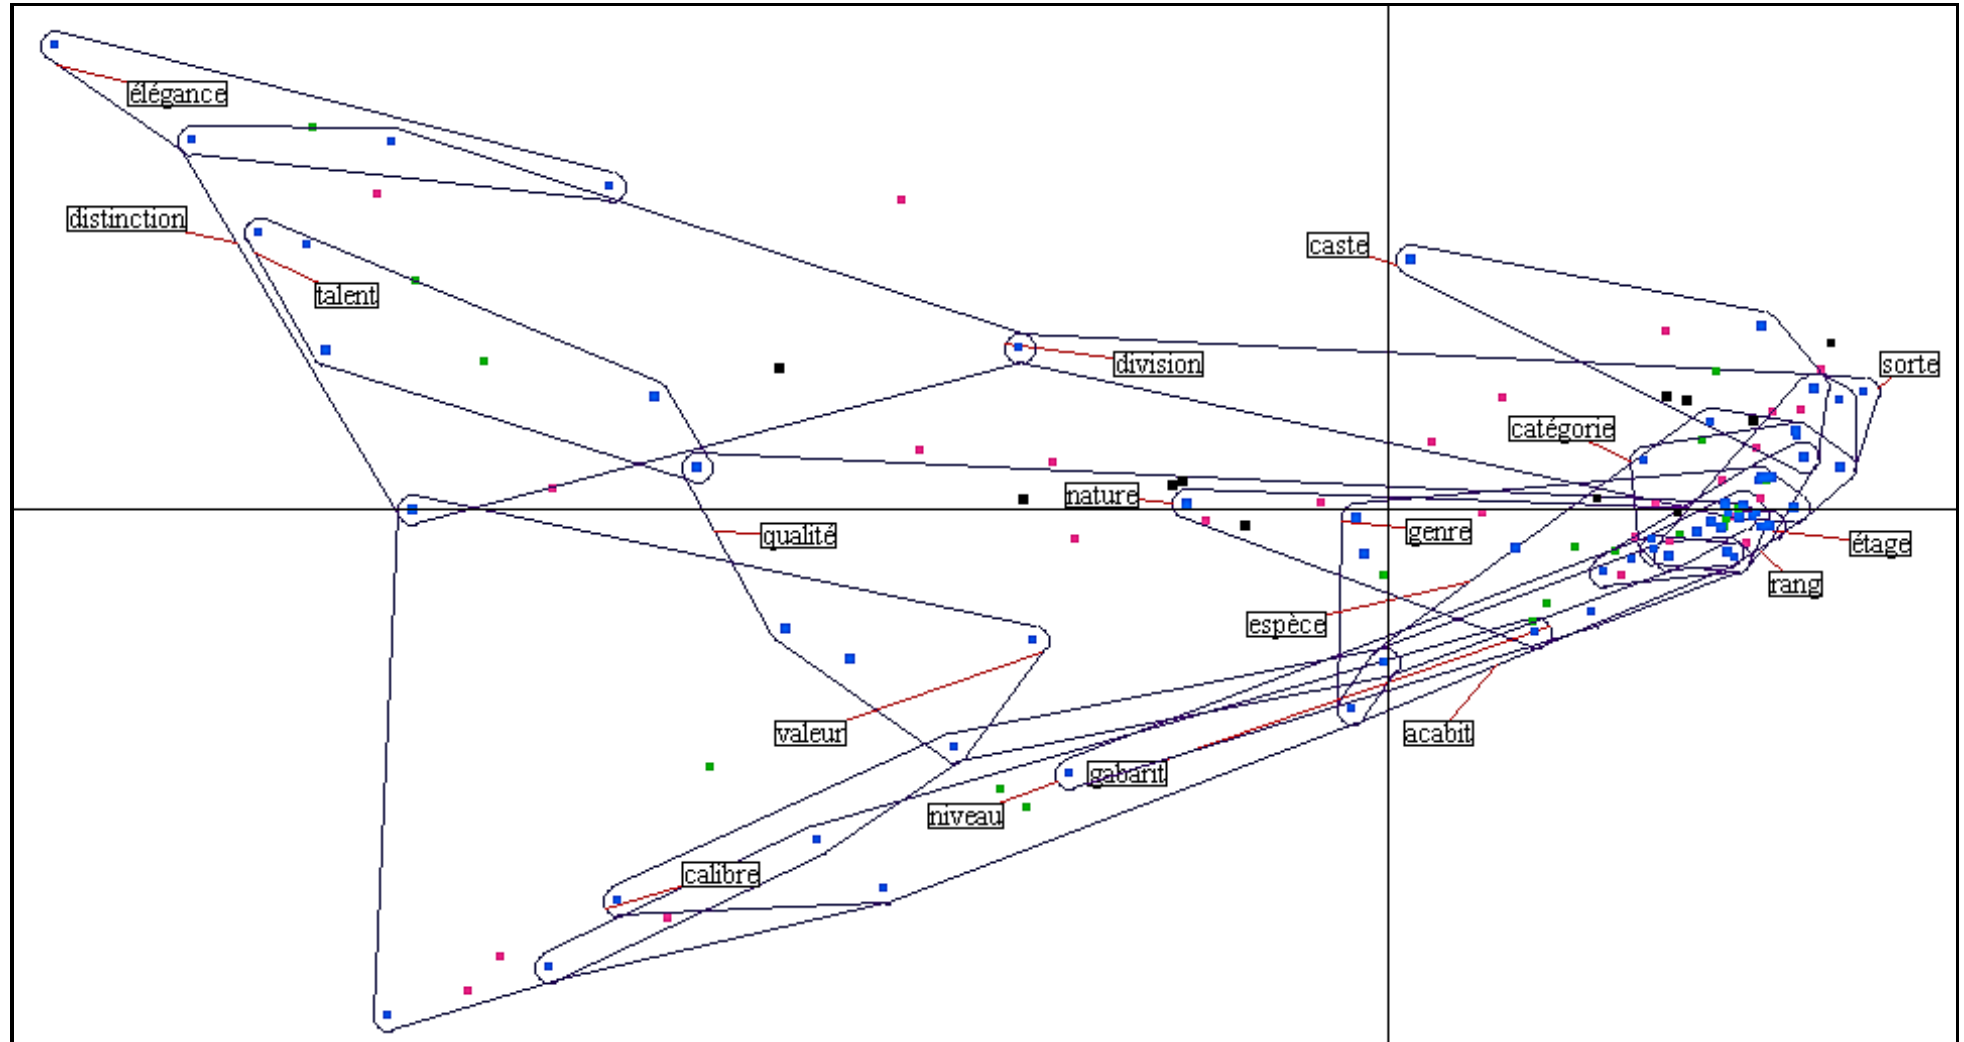 élégance
distinction
talent
caste
division
sorte
catégorie
nature
qualité
genre
étage
rang
espèce
valeur
acabit
gabarit
niveau
calibre